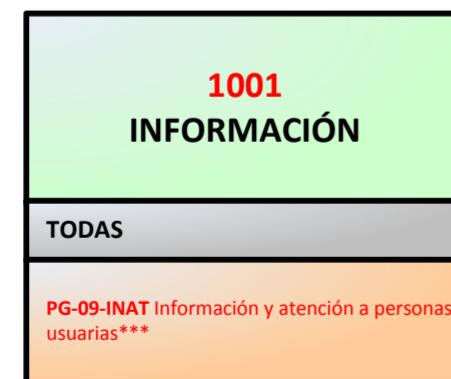 1001
INFORMACIÓN
TODAS
PG-09-INAT Información y atención a personas
usuarias***